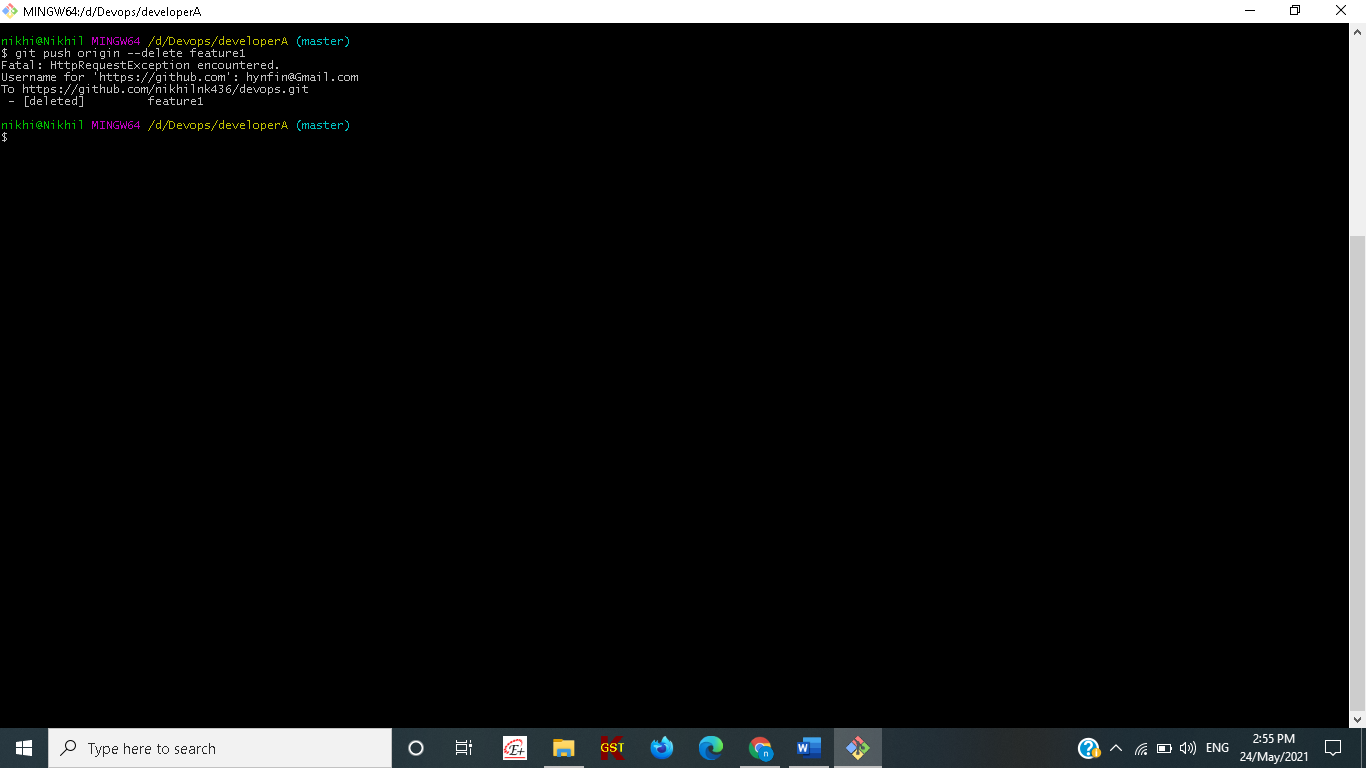 MINGW64:/d/Devops/developerA
nikhi@Nikhil MINGW64 /d/Devops/developerA (master)
$ git push origin --delete feature1
Fatal: HttpRequestException encountered.
Username for 'https://github.com': hynfin@Gmail.com
To https://github.com/nikhilnk436/devops.git
 - [deleted]         feature1
nikhi@Nikhil MINGW64 /d/Devops/developerA (master)
$
Type here to search
E+
GST
n
W
ENG
2:55 PM
24/May/2021